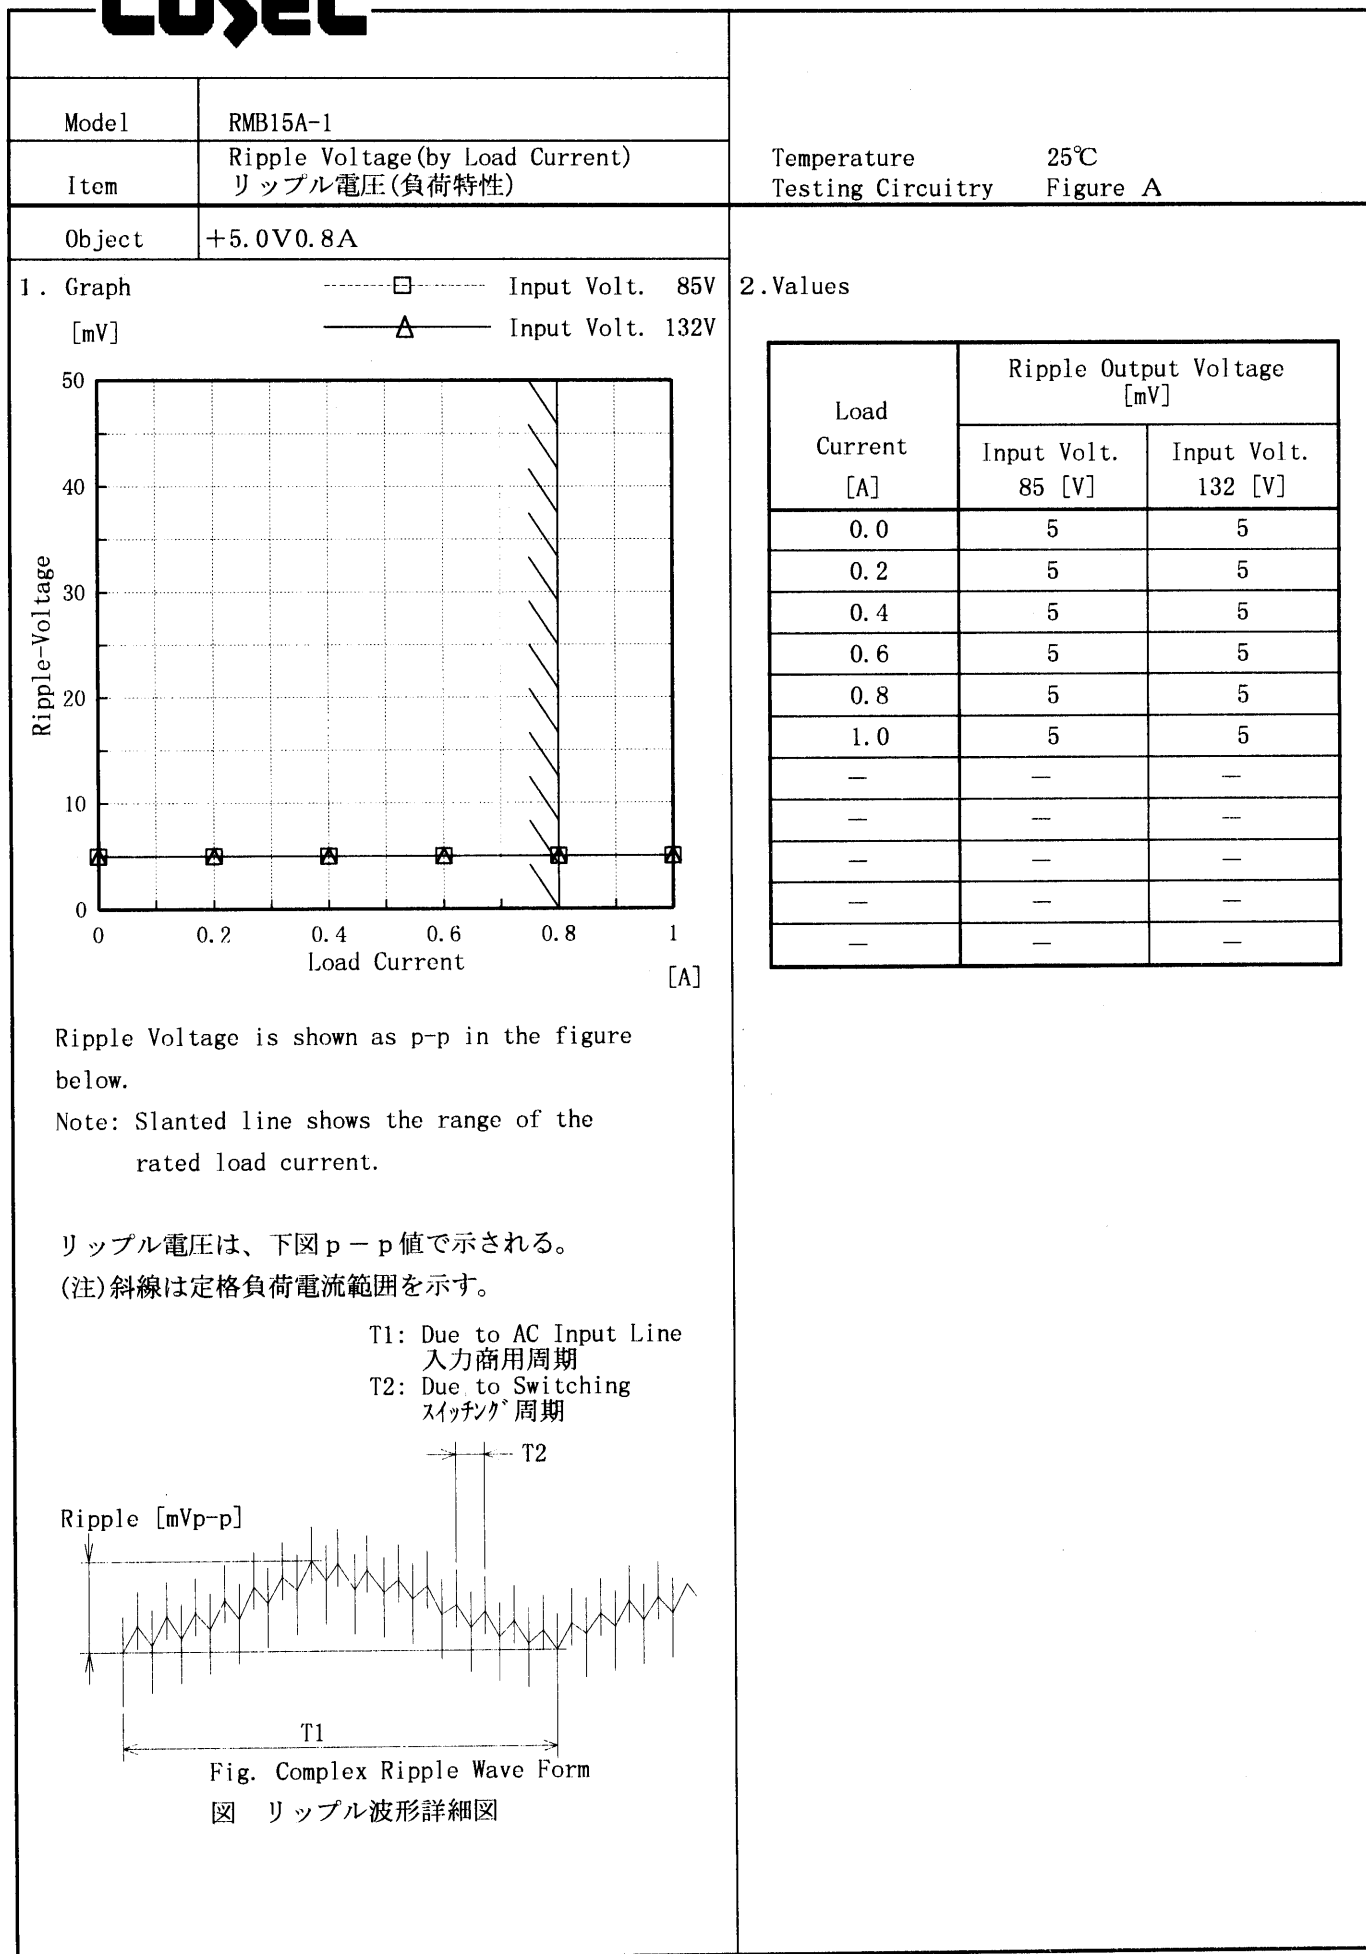 COSEL
Model RMB15A-1
Item Ripple Voltage(by Load Current)
リップル電圧(負荷特性)
Temperature 25℃
Testing Circuitry Figure A
Object +5.0V0.8A
1. Graph
[mV]
Input Volt. 85V
Input Volt. 132V
50
40
30
20
10
0
Ripple-Voltage
0 0.2 0.4 0.6 0.8 1
Load Current
[A]
Ripple Voltage is shown as p-p in the figure
below.
Note: Slanted line shows the range of the
rated load current.
リップル電圧は、下図p-p値で示される。
(注)斜線は定格負荷電流範囲を示す。
T1: Due to AC Input Line
入力商用周期
T2: Due to Switching
スイッチング周期
T2
Ripple [mVp-p]
T1
Fig. Complex Ripple Wave Form
図 リップル波形詳細図
2.Values
Load
Current
[A]
Ripple Output Voltage
[mV]
Input Volt. 85 [V]
Input Volt. 132 [V]
0.0 5 5
0.2 5 5
0.4 5 5
0.6 5 5
0.8 5 5
1.0 5 5
— — —
— — —
— — —
— — —
— — —